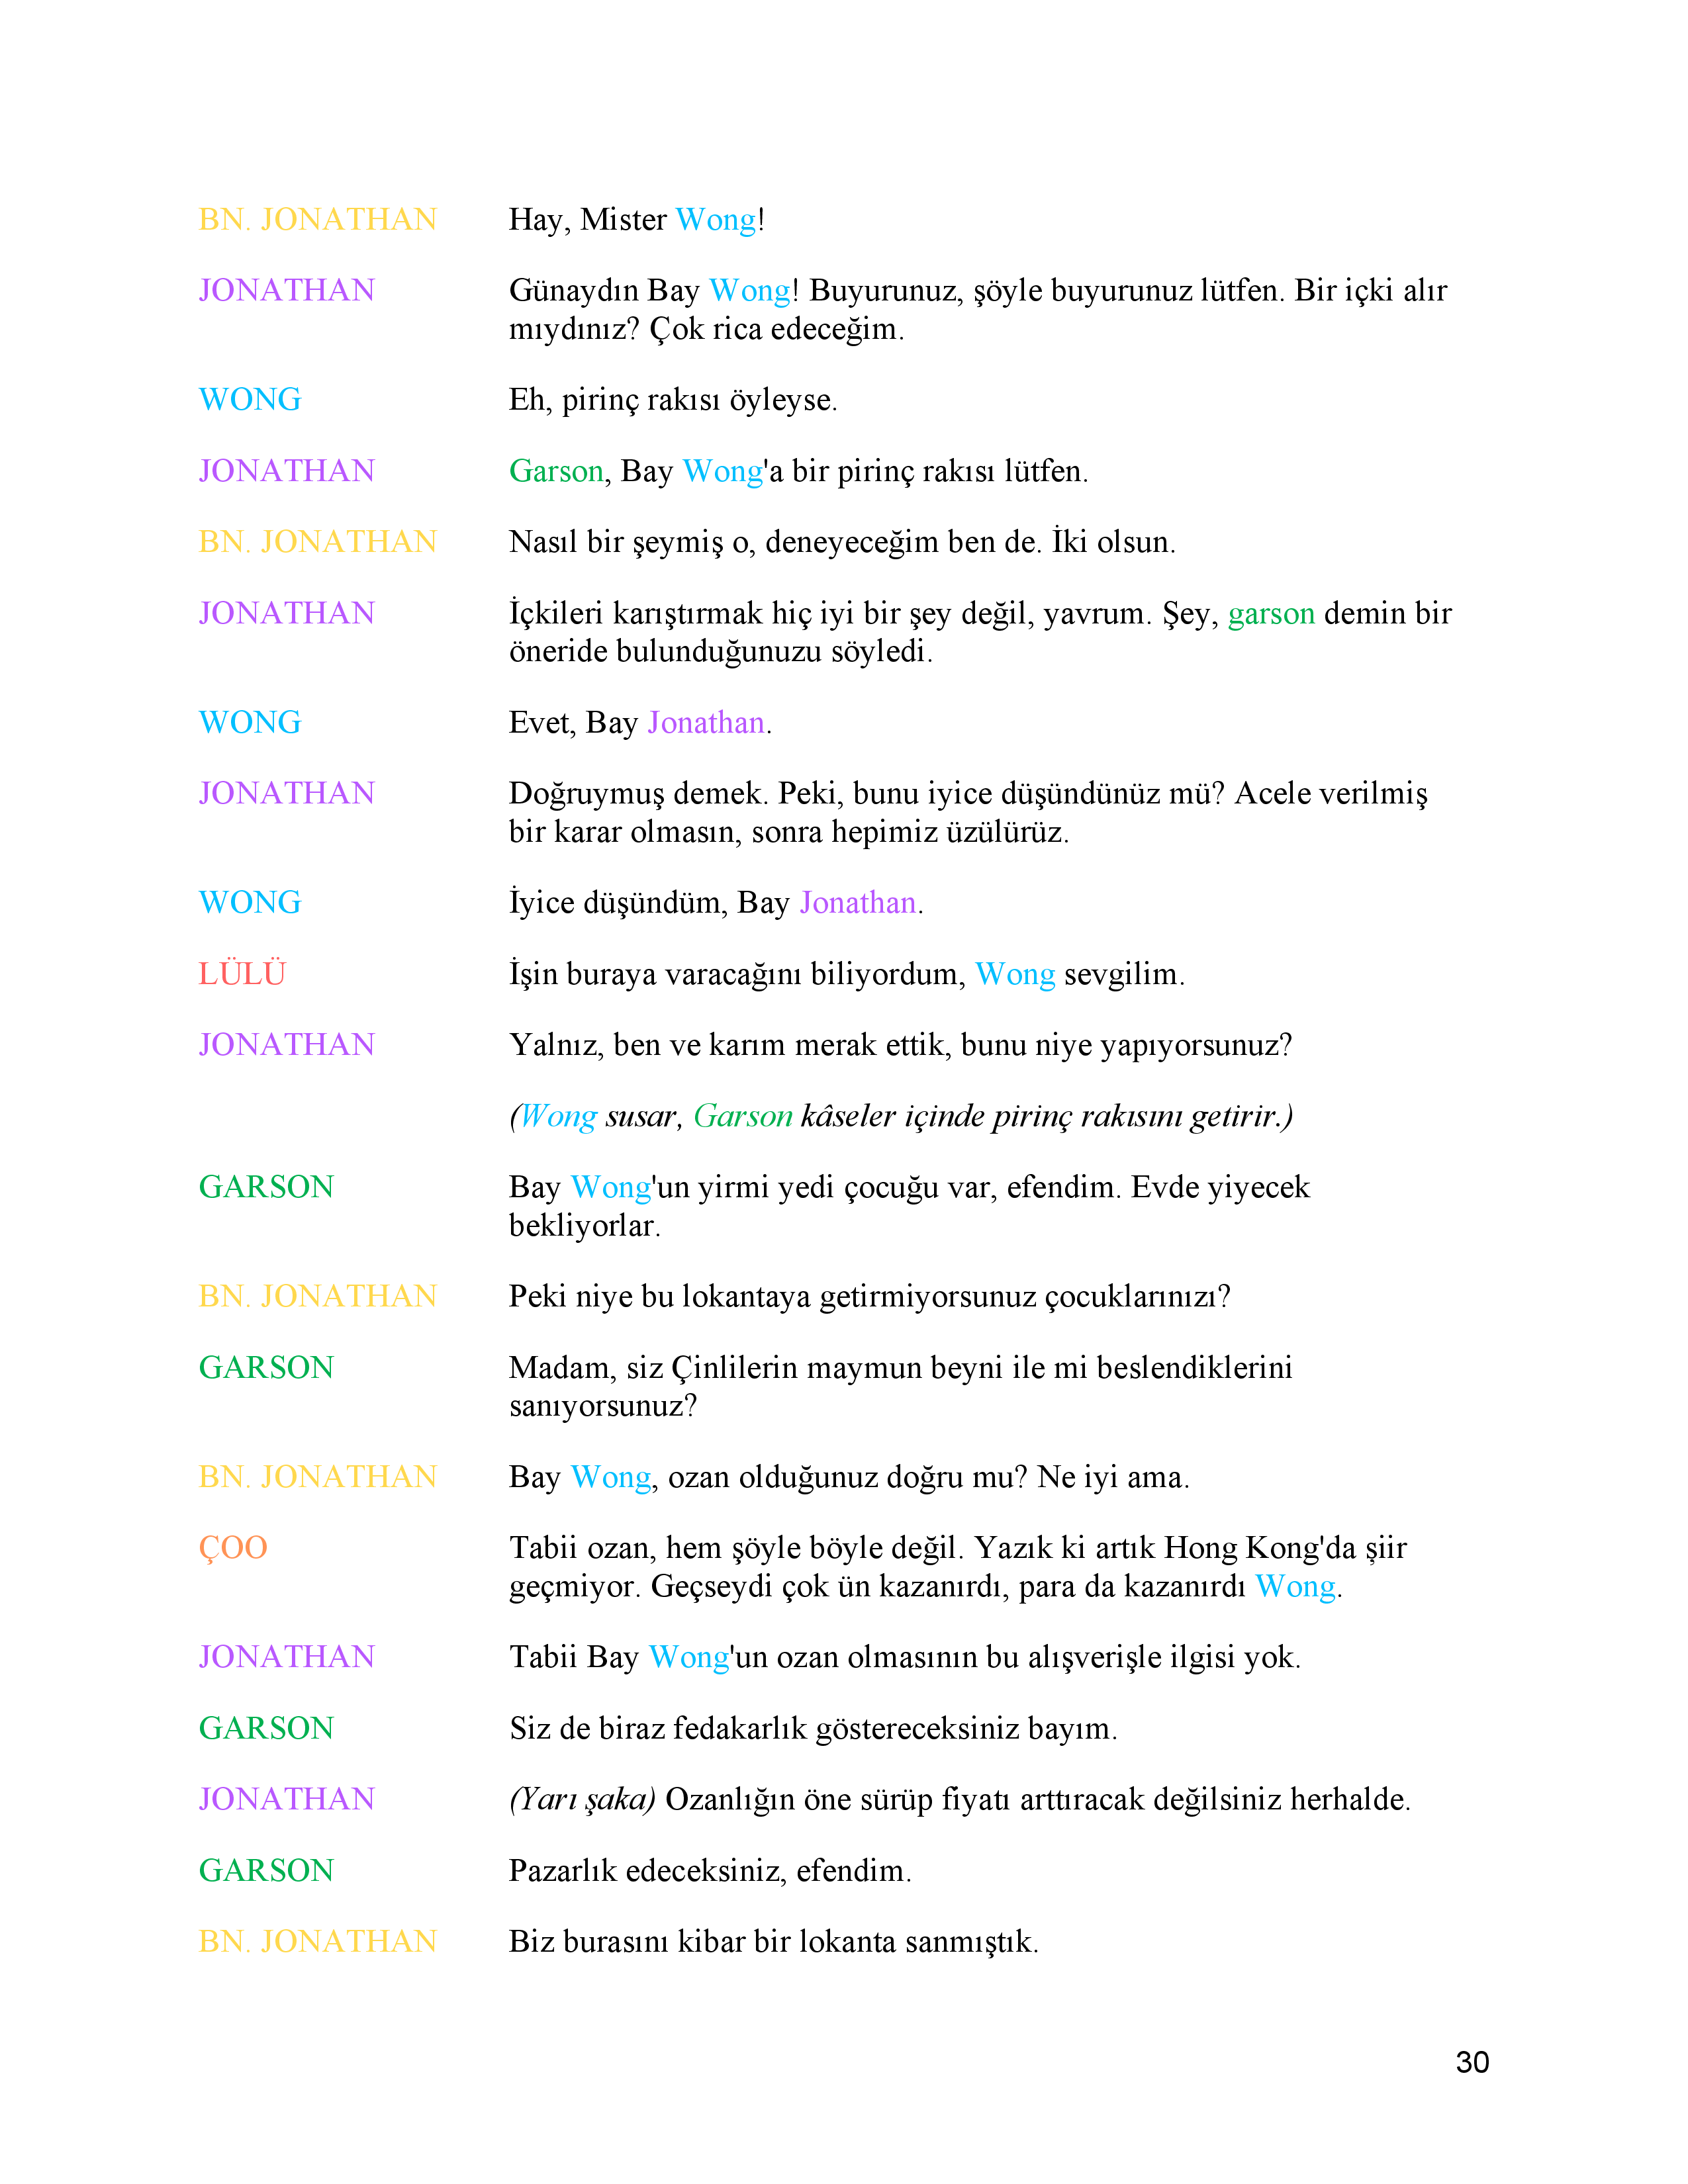 BN. JONATHAN Hay, Mister Wong!
JONATHAN Günaydın Bay Wong! Buyurunuz, şöyle buyurunuz lütfen. Bir içki alır
mıydınız? Çok rica edeceğim.
WONG Eh, pirinç rakısı öyleyse.
JONATHAN Garson, Bay Wong'a bir pirinç rakısı lütfen.
BN. JONATHAN Nasıl bir şeymiş o, deneyeceğim ben de. İki olsun.
JONATHAN İçkileri karıştırmak hiç iyi bir şey değil, yavrum. Şey, garson demin bir
öneride bulunduğunuzu söyledi.
WONG Evet, Bay Jonathan.
JONATHAN Doğruymuş demek. Peki, bunu iyice düşündünüz mü? Acele verilmiş
bir karar olmasın, sonra hepimiz üzülürüz.
WONG İyice düşündüm, Bay Jonathan.
LÜLÜ İşin buraya varacağını biliyordum, Wong sevgilim.
JONATHAN Yalnız, ben ve karım merak ettik, bunu niye yapıyorsunuz?
(Wong susar, Garson kâseler içinde pirinç rakısını getirir.)
GARSON Bay Wong'un yirmi yedi çocuğu var, efendim. Evde yiyecek
bekliyorlar.
BN. JONATHAN Peki niye bu lokantaya getirmiyorsunuz çocuklarınızı?
GARSON Madam, siz Çinlilerin maymun beyni ile mi beslendiklerini
sanıyorsunuz?
BN. JONATHAN Bay Wong, ozan olduğunuz doğru mu? Ne iyi ama.
ÇOO Tabii ozan, hem şöyle böyle değil. Yazık ki artık Hong Kong'da şiir
geçmiyor. Geçseydi çok ün kazanırdı, para da kazanırdı Wong.
JONATHAN Tabii Bay Wong'un ozan olmasının bu alışverişle ilgisi yok.
GARSON Siz de biraz fedakarlık göstereceksiniz bayım.
JONATHAN (Yarı şaka) Ozanlığın öne sürüp fiyatı arttıracak değilsiniz herhalde.
GARSON Pazarlık edeceksiniz, efendim.
BN. JONATHAN Biz burasını kibar bir lokanta sanmıştık.
30